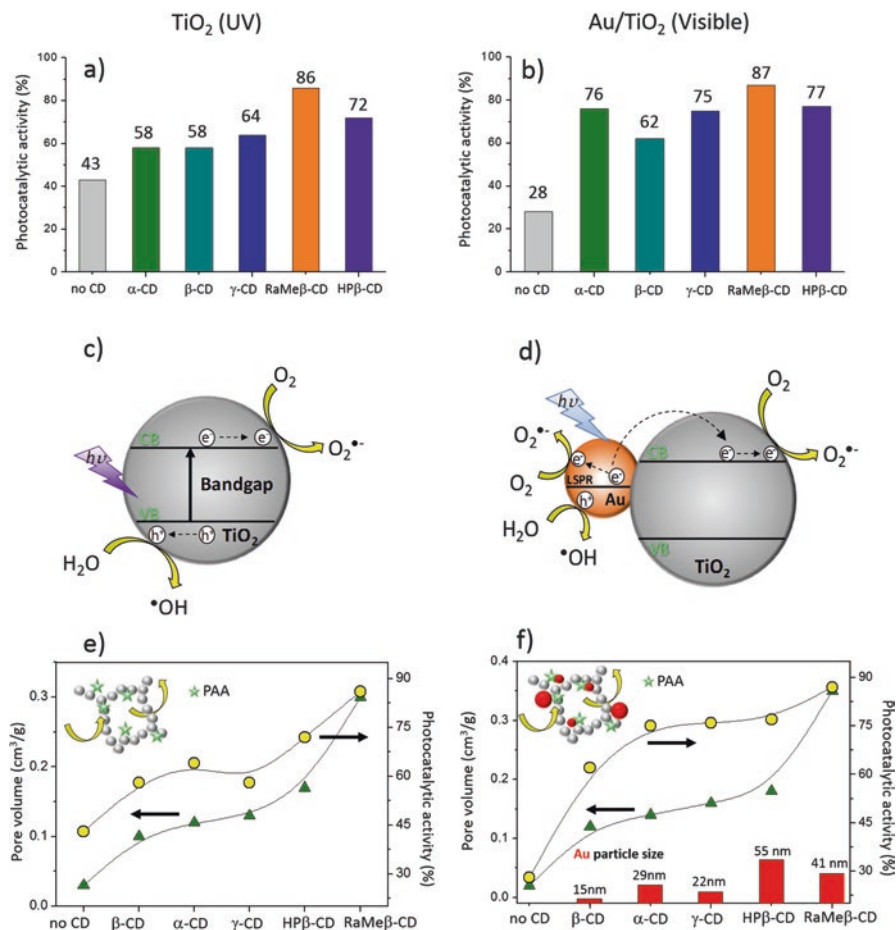 TiO₂ (UV)
a)
Photocatalytic activity (%)
100
80
60
40
20
0
43
58
58
64
86
72
no CD
α-CD
β-CD
γ-CD
RaMeβ-CD
HPβ-CD
Au/TiO₂ (Visible)
b)
Photocatalytic activity (%)
100
80
60
40
20
0
28
76
62
75
87
77
no CD
α-CD
β-CD
γ-CD
RaMeβ-CD
HPβ-CD
c)
O₂
CB
e⁻
e⁻
O₂•⁻
hν
Bandgap
VB
h⁺
h⁺
TiO₂
H₂O
•OH
d)
hν
O₂
O₂•⁻
CB
e⁻
e⁻
O₂•⁻
e⁻
e⁻
O₂
LSPR
h⁺
Au
H₂O
•OH
VB
TiO₂
e)
PAA
Pore volume (cm³/g)
0.3
0.2
0.1
0.0
Photocatalytic activity (%)
90
75
60
45
30
no CD
β-CD
α-CD
γ-CD
HPβ-CD
RaMeβ-CD
f)
PAA
Pore volume (cm³/g)
0.4
0.3
0.2
0.1
0.0
Photocatalytic activity (%)
90
75
60
45
30
Au particle size
15nm
29nm
22nm
55 nm
41 nm
no CD
β-CD
α-CD
γ-CD
HPβ-CD
RaMeβ-CD